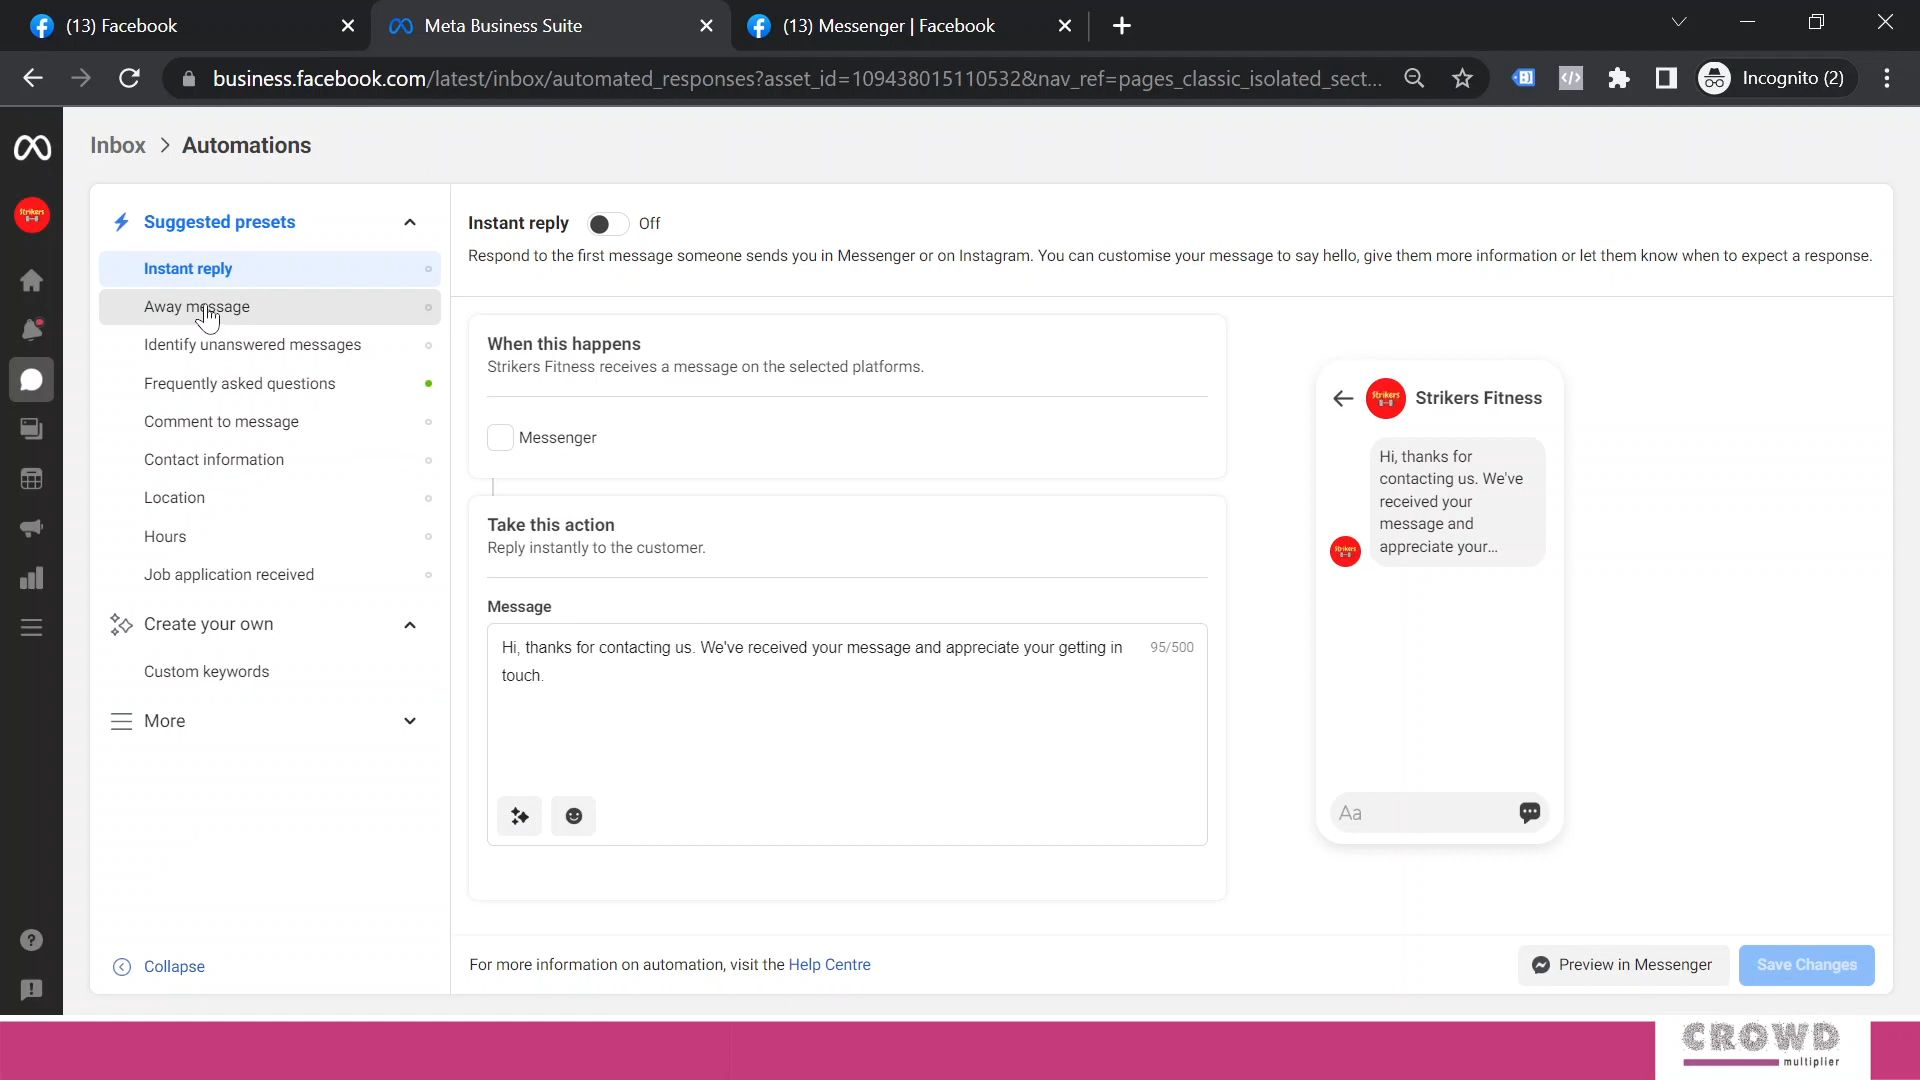 (13) Facebook
Meta Business Suite
(13) Messenger | Facebook
business.facebook.com/latest/inbox/automated_responses?asset_id=109438015110532&nav_ref=pages_classic_isolated_sect...
Incognito (2)
Inbox > Automations
Strikers
Suggested presets
Instant reply
Away message
Identify unanswered messages
Frequently asked questions
Comment to message
Contact information
Location
Hours
Job application received
Create your own
Custom keywords
More
Collapse
Instant reply
Off
Respond to the first message someone sends you in Messenger or on Instagram. You can customise your message to say hello, give them more information or let them know when to expect a response.
When this happens
Strikers Fitness receives a message on the selected platforms.
Messenger
Take this action
Reply instantly to the customer.
Message
Hi, thanks for contacting us. We've received your message and appreciate your getting in
touch.
95/500
Strikers
Strikers Fitness
Hi, thanks for
contacting us. We've
received your
message and
appreciate your...
Strikers
Aa
For more information on automation, visit the Help Centre
Preview in Messenger
Save Changes
CROWD
multiplier